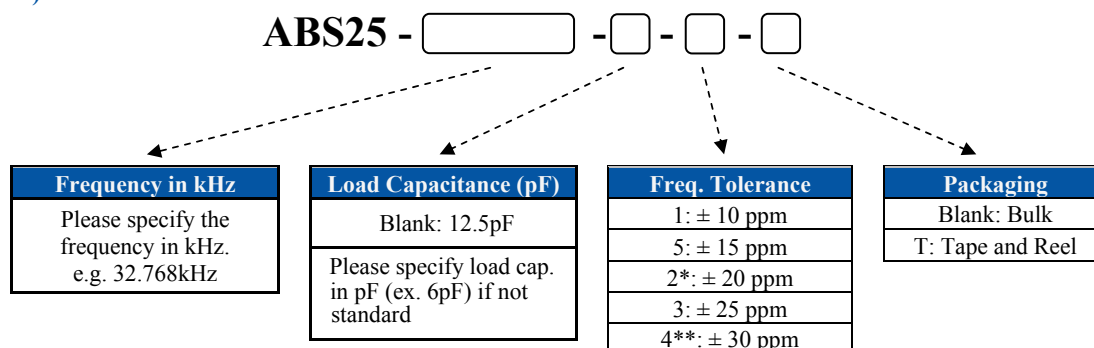 ABS25 - - - -
Frequency in kHz
Please specify the
frequency in kHz.
e.g. 32.768kHz
Load Capacitance (pF)
Blank: 12.5pF
Please specify load cap.
in pF (ex. 6pF) if not
standard
Freq. Tolerance
1: ± 10 ppm
5: ± 15 ppm
2*: ± 20 ppm
3: ± 25 ppm
4**: ± 30 ppm
Packaging
Blank: Bulk
T: Tape and Reel